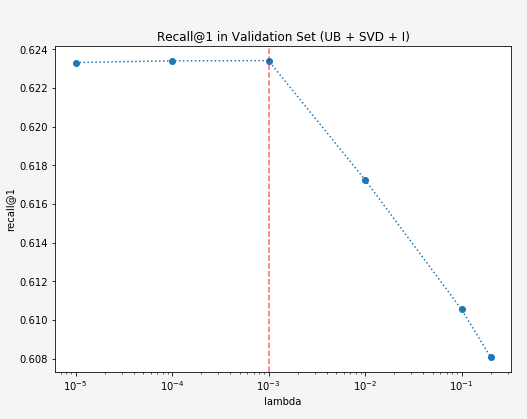 Recall@1 in Validation Set (UB + SVD + I)
0.624
0.622
0.620
0.618
0.616
0.614
0.612
0.610
0.608
recall@1
10⁻⁵ 10⁻⁴ 10⁻³ 10⁻² 10⁻¹
lambda